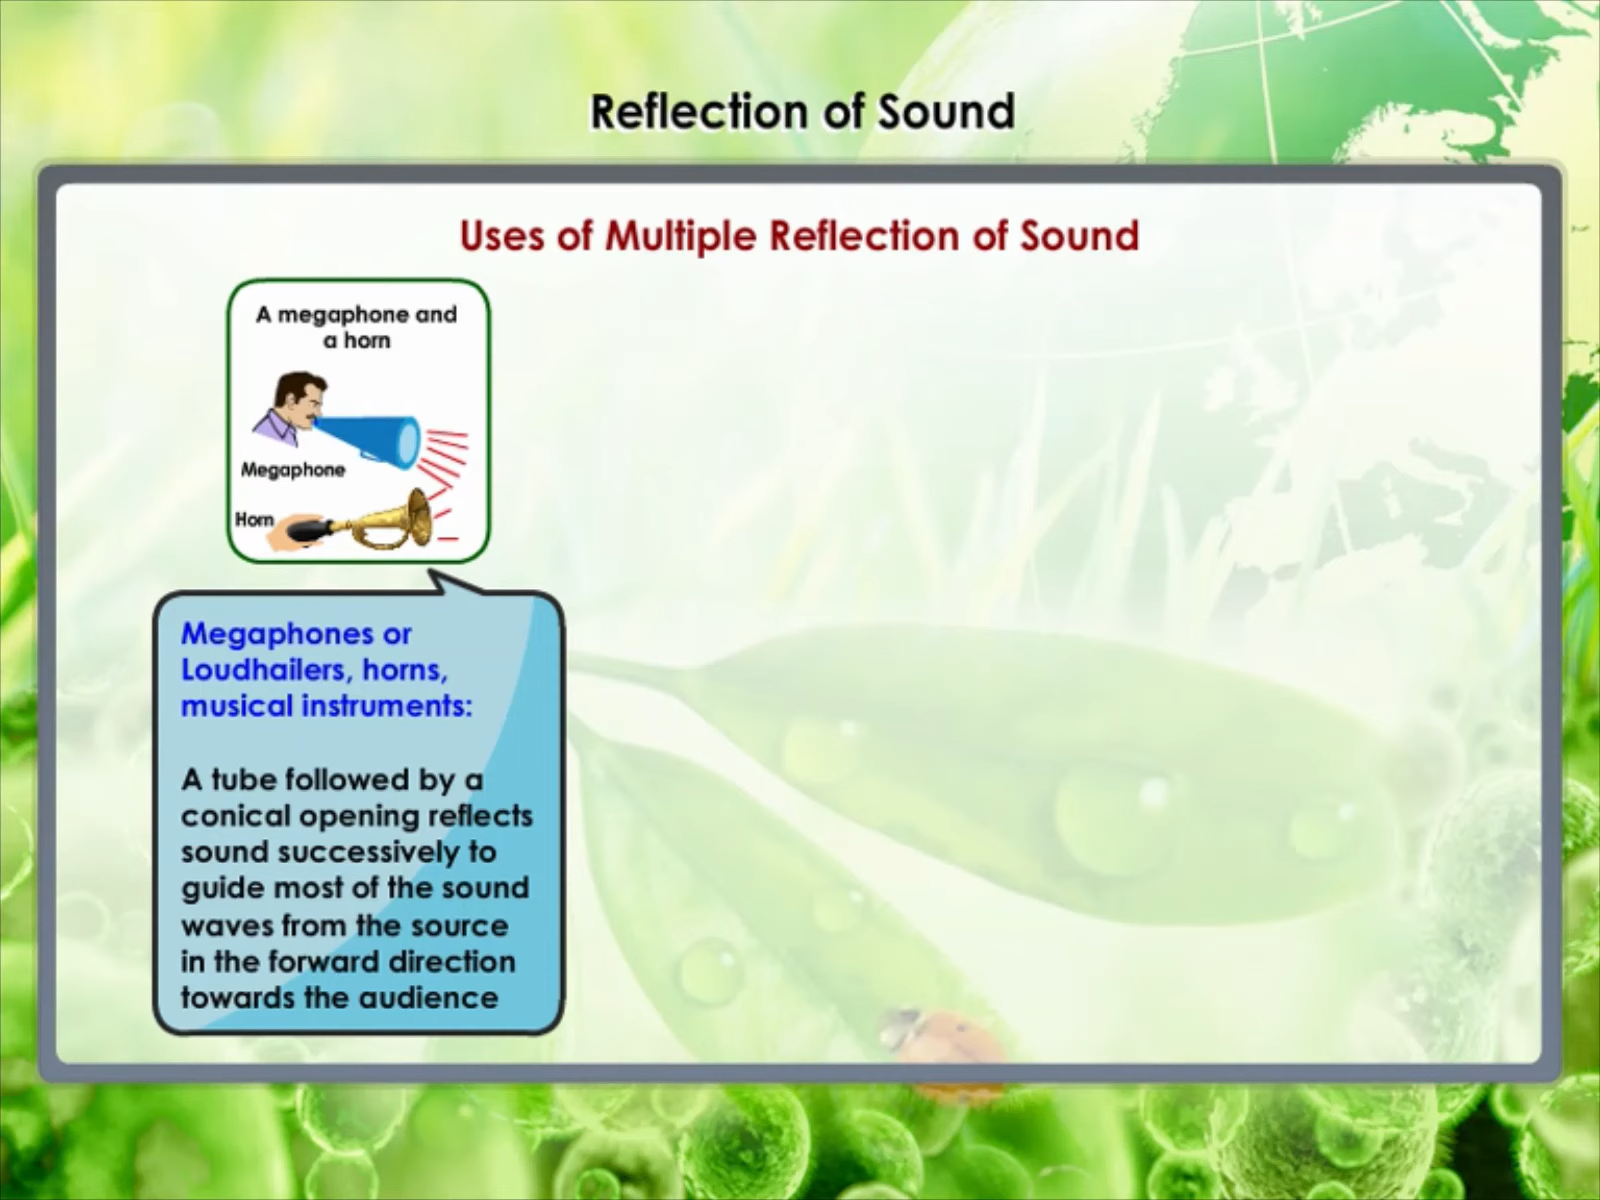 Reflection of Sound
Uses of Multiple Reflection of Sound
A megaphone and
a horn
Megaphone
Horn
Megaphones or
Loudhailers, horns,
musical instruments:
A tube followed by a
conical opening reflects
sound successively to
guide most of the sound
waves from the source
in the forward direction
towards the audience